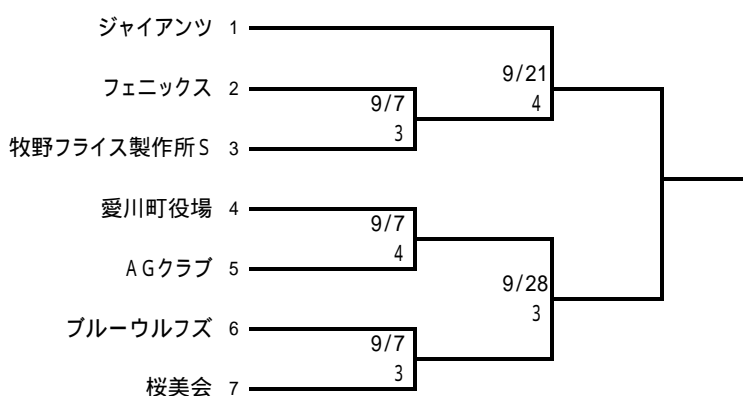 ジャイアンツ 1
9/21
フェニックス 2
9/7
4
3
牧野フライス製作所S 3
愛川町役場 4
9/7
4
AGクラブ 5
9/28
3
ブルーウルフズ 6
9/7
3
桜美会 7